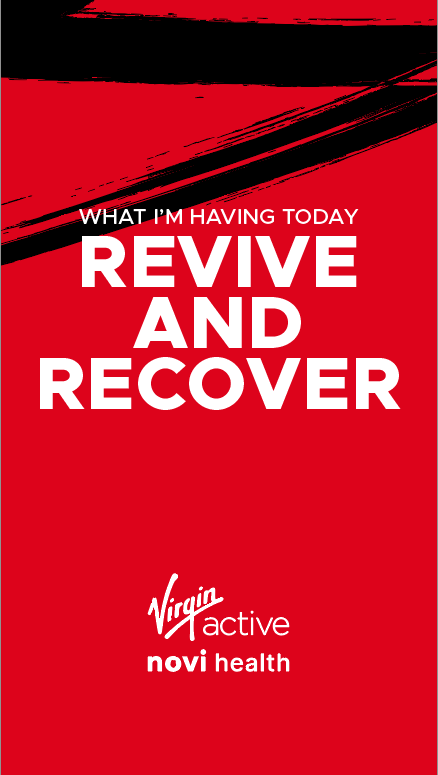 WHAT I'M HAVING TODAY
REVIVE
AND
RECOVER
Virgin active
novi health